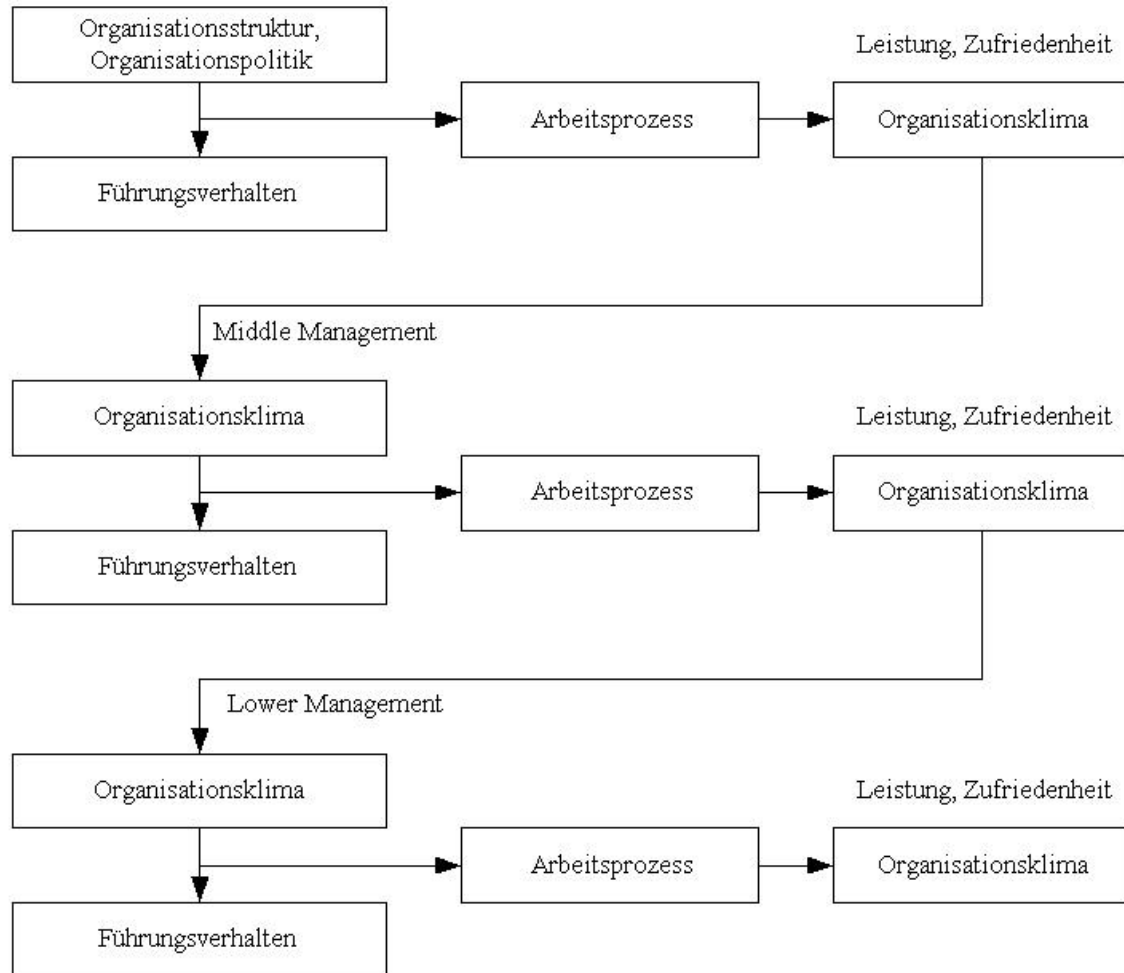 Organisationsstruktur,
Organisationspolitik
Leistung, Zufriedenheit
Arbeitsprozess
Organisationsklima
Führungsverhalten
Middle Management
Organisationsklima
Leistung, Zufriedenheit
Arbeitsprozess
Organisationsklima
Führungsverhalten
Lower Management
Organisationsklima
Leistung, Zufriedenheit
Arbeitsprozess
Organisationsklima
Führungsverhalten